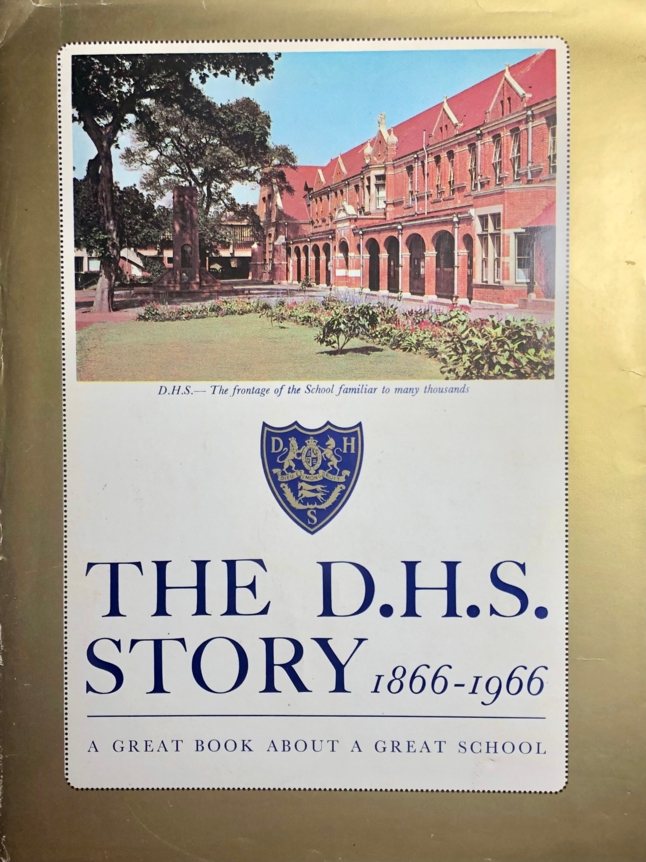 D.H.S.— The frontage of the School familiar to many thousands
D H
S
THE D.H.S.
STORY 1866-1966
A GREAT BOOK ABOUT A GREAT SCHOOL